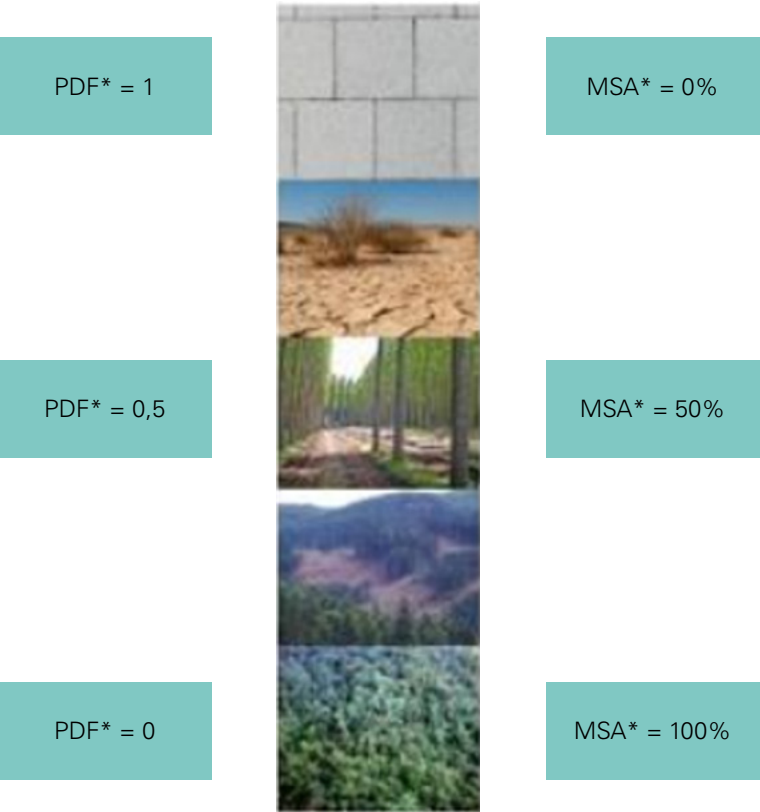 PDF* = 1
MSA* = 0%
PDF* = 0,5
MSA* = 50%
PDF* = 0
MSA* = 100%